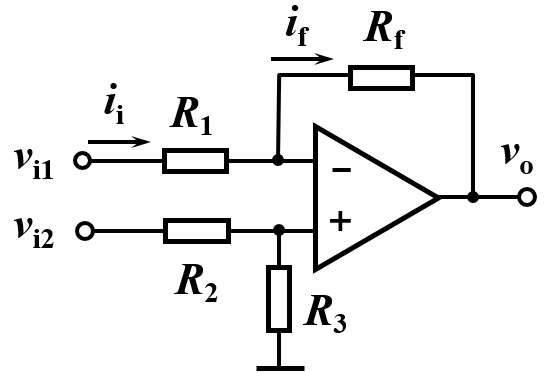 i_f
R_f
i_i
R_1
v_i1
−
v_o
v_i2
+
R_2
R_3